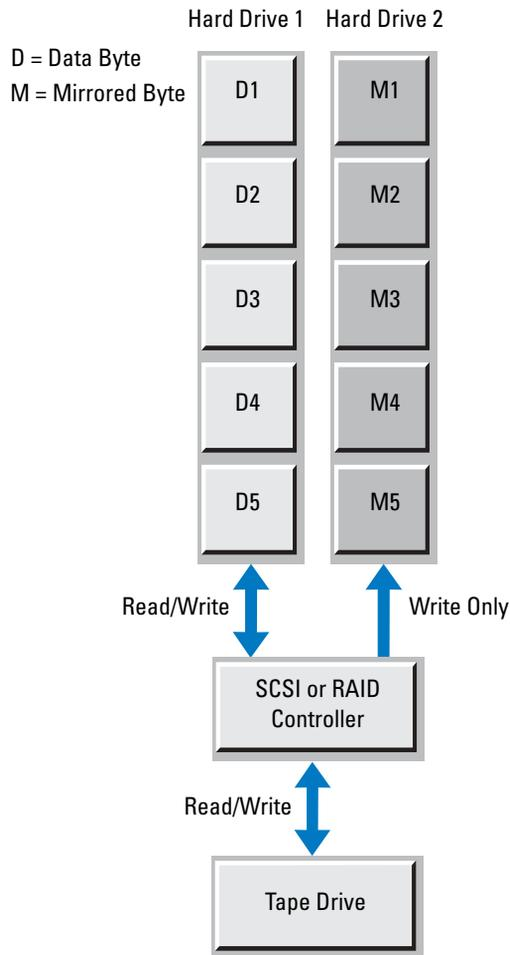 Hard Drive 1 Hard Drive 2
D = Data Byte
M = Mirrored Byte
D1 M1
D2 M2
D3 M3
D4 M4
D5 M5
Read/Write Write Only
SCSI or RAID
Controller
Read/Write
Tape Drive